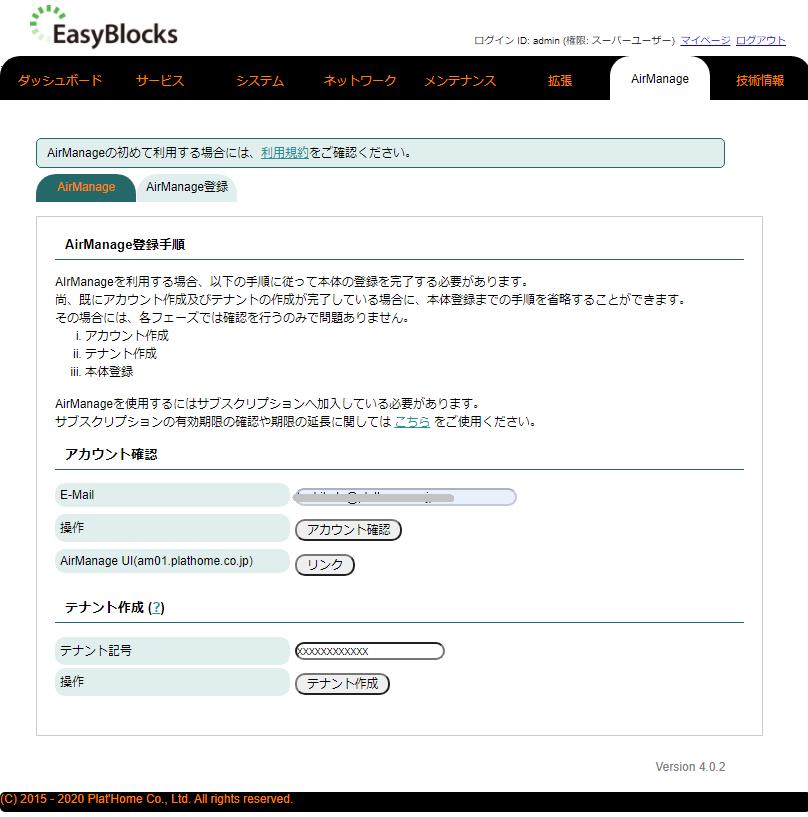 EasyBlocks
ログイン ID: admin (権限: スーパーユーザー) マイページ ログアウト
ダッシュボード サービス システム ネットワーク メンテナンス 拡張 AirManage 技術情報
AirManageの初めて利用する場合には、利用規約をご確認ください。
AirManage AirManage登録
AirManage登録手順
AIrManageを利用する場合、以下の手順に従って本体の登録を完了する必要があります。
尚、既にアカウント作成及びテナントの作成が完了している場合に、本体登録までの手順を省略することができます。
その場合には、各フェーズでは確認を行うのみで問題ありません。
i. アカウント作成
ii. テナント作成
iii. 本体登録
AirManageを使用するにはサブスクリプションへ加入している必要があります。
サブスクリプションの有効期限の確認や期限の延長に関しては こちら をご使用ください。
アカウント確認
E-Mail
操作 アカウント確認
AirManage UI(am01.plathome.co.jp) リンク
テナント作成 (?)
テナント記号 xxxxxxxxxxxx
操作 テナント作成
Version 4.0.2
(C) 2015 - 2020 Plat'Home Co., Ltd. All rights reserved.